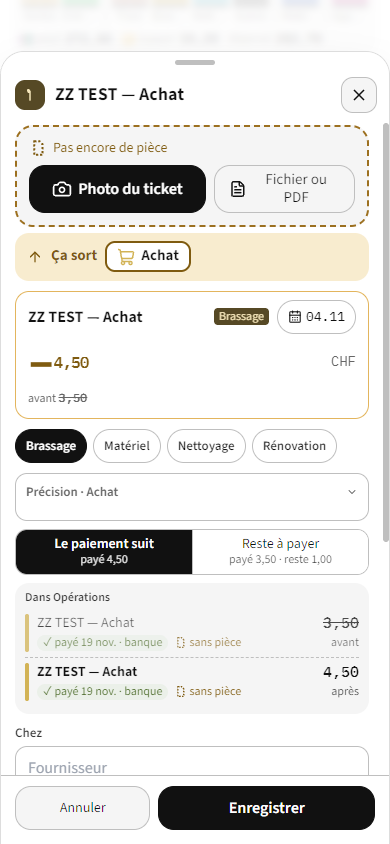 ZZ TEST — Achat
Pas encore de pièce
Photo du ticket
Fichier ou
PDF
Ça sort
Achat
ZZ TEST — Achat
Brassage
04.11
—4,50
CHF
avant 3,50
Brassage
Matériel
Nettoyage
Rénovation
Précision · Achat
Le paiement suit
payé 4,50
Reste à payer
payé 3,50 · reste 1,00
Dans Opérations
ZZ TEST — Achat
3,50
✓ payé 19 nov. · banque
sans pièce
avant
ZZ TEST — Achat
4,50
✓ payé 19 nov. · banque
sans pièce
après
Chez
Fournisseur
Annuler
Enregistrer